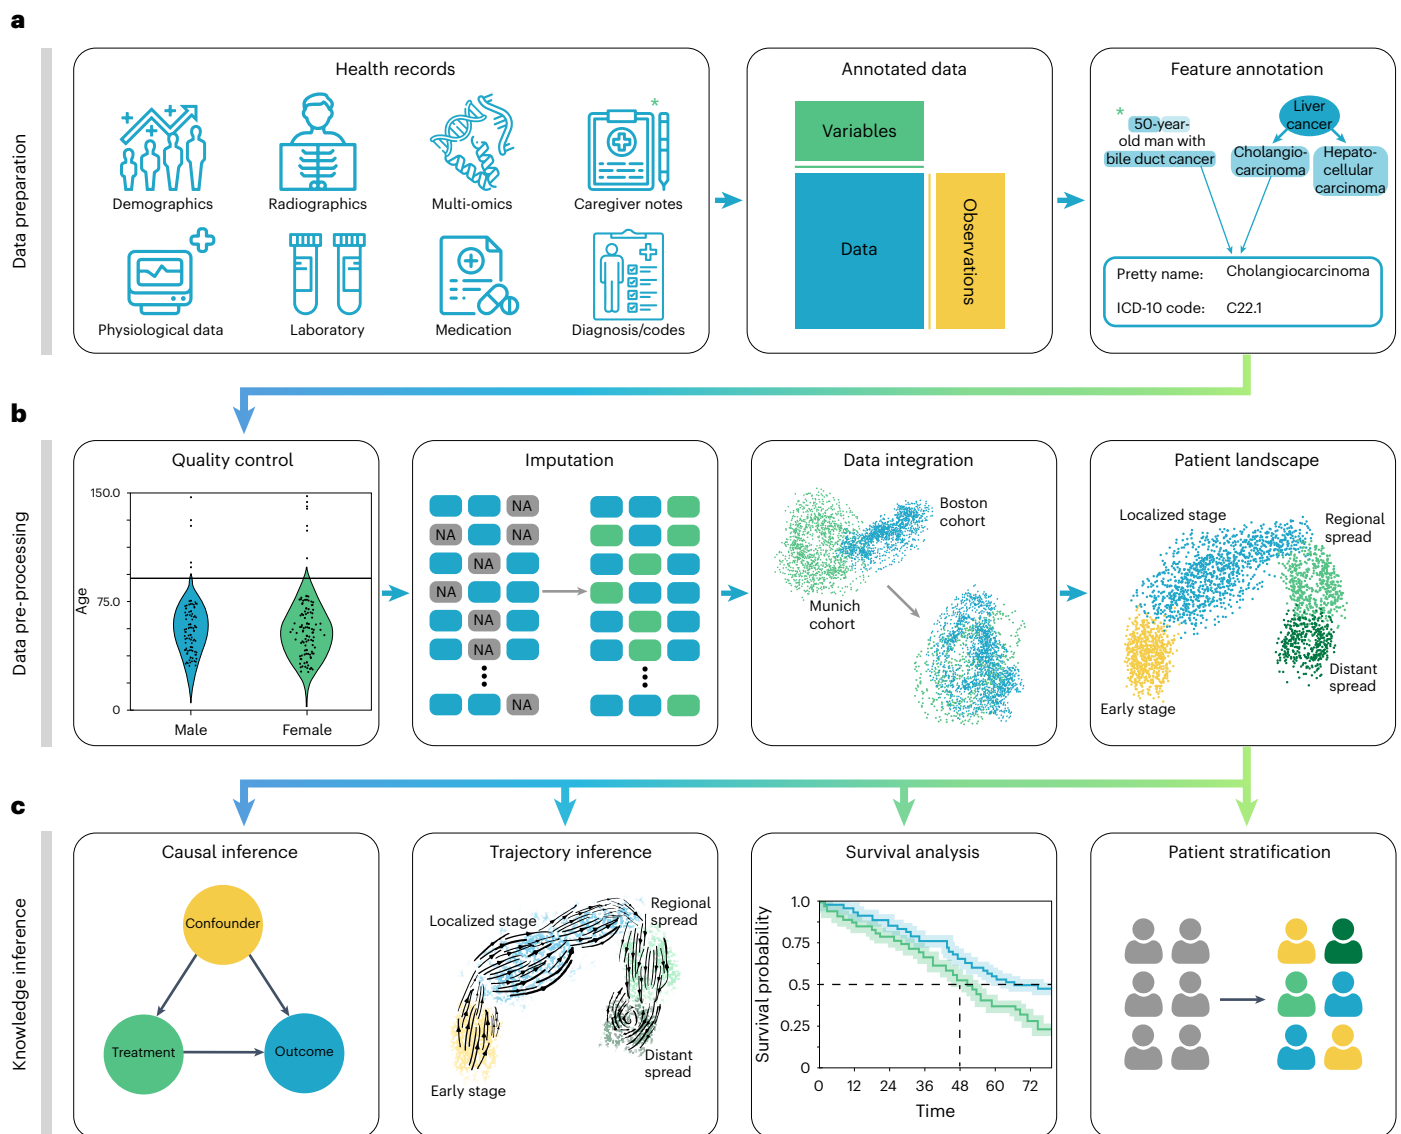 a
Data preparation
Health records
Demographics
Radiographics
Multi-omics
*
Caregiver notes
Physiological data
Laboratory
Medication
Diagnosis/codes
Annotated data
Variables
Data
Observations
Feature annotation
*
50-year-
old man with
bile duct cancer
Liver
cancer
Cholangio-
carcinoma
Hepato-
cellular
carcinoma
Pretty name: Cholangiocarcinoma
ICD-10 code: C22.1
b
Data pre-processing
Quality control
Age
150.0
75.0
0
Male
Female
Imputation
NA
NA
NA
NA
NA
NA
NA
NA
Data integration
Boston
cohort
Munich
cohort
Patient landscape
Localized stage
Regional
spread
Distant
spread
Early stage
c
Knowledge inference
Causal inference
Confounder
Treatment
Outcome
Trajectory inference
Localized stage
Regional
spread
Distant
spread
Early stage
Survival analysis
Survival probability
1.0
0.75
0.5
0.25
0
0 12 24 36 48 60 72
Time
Patient stratification